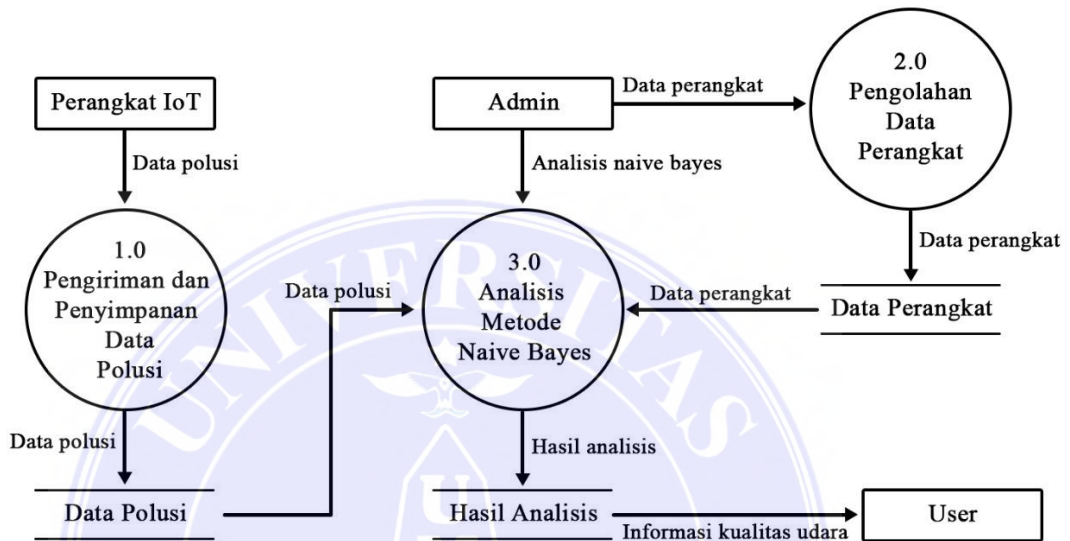 Perangkat IoT
Data polusi
1.0
Pengiriman dan
Penyimpanan
Data
Polusi
Data polusi
Data Polusi
Data polusi
Admin
Analisis naive bayes
3.0
Analisis
Metode
Naive Bayes
Hasil analisis
Hasil Analisis
Data perangkat
2.0
Pengolahan
Data
Perangkat
Data perangkat
Data Perangkat
Data perangkat
Informasi kualitas udara
User
UNIVERSITAS